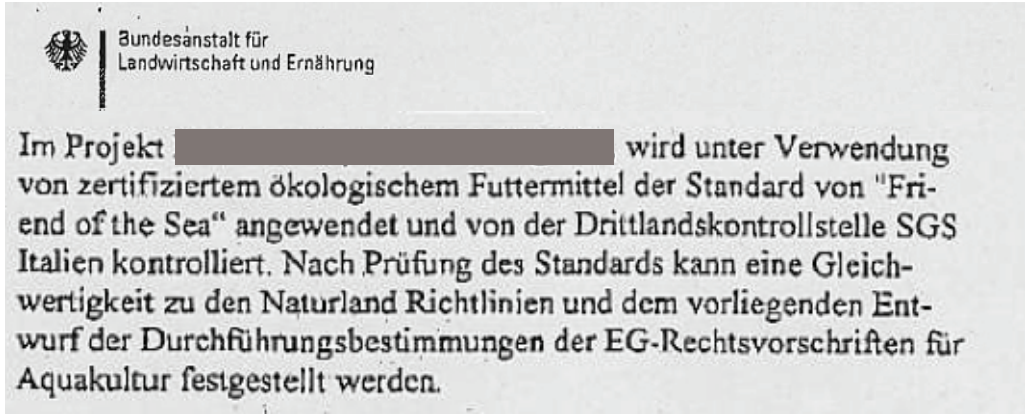 Bundesanstalt für
Landwirtschaft und Ernährung
Im Projekt wird unter Verwendung
von zertifiziertem ökologischem Futtermittel der Standard von "Fri-
end of the Sea“ angewendet und von der Drittlandskontrollstelle SGS
Italien kontrolliert. Nach Prüfung des Standards kann eine Gleich-
wertigkeit zu den Naturland Richtlinien und dem vorliegenden Ent-
wurf der Durchführungsbestimmungen der EG-Rechtsvorschriften für
Aquakultur festgestellt werden.